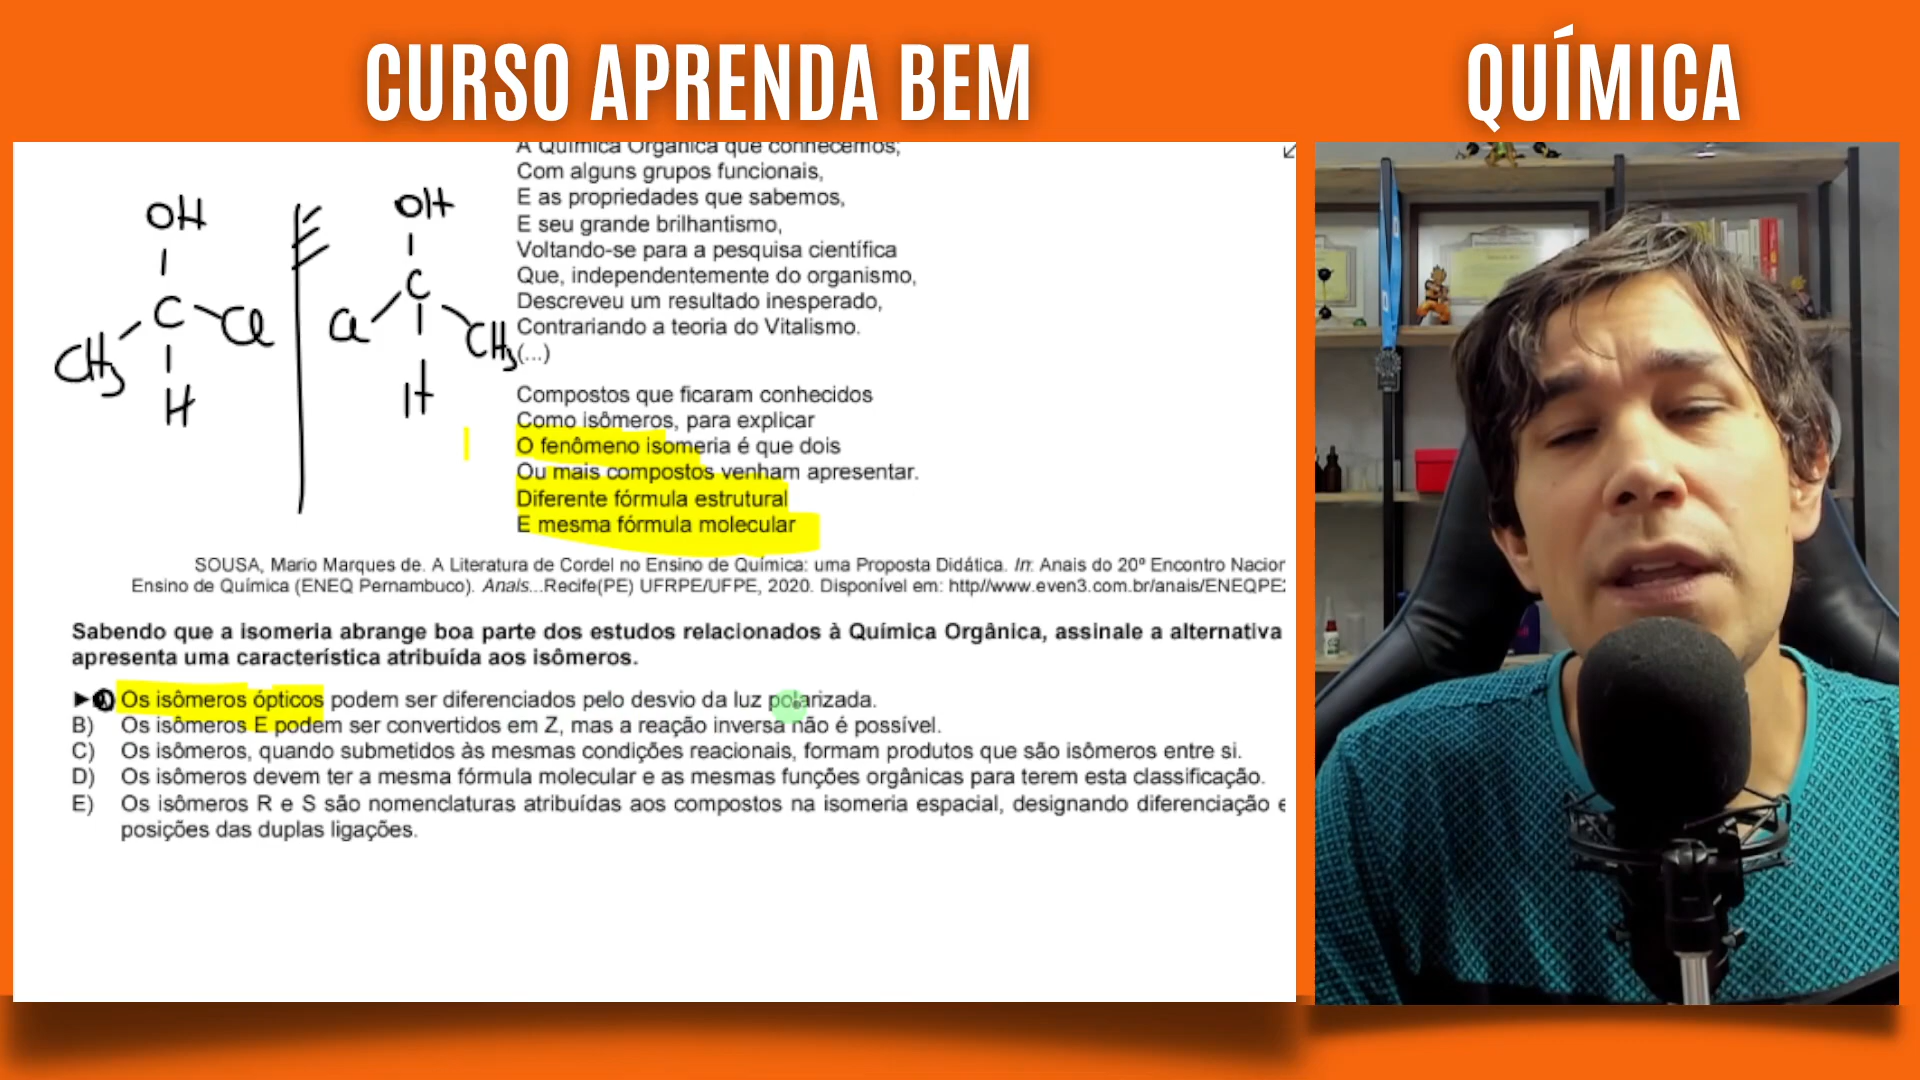 CURSO APRENDA BEM
QUÍMICA
A Química Orgânica que conhecemos;
Com alguns grupos funcionais,
E as propriedades que sabemos,
E seu grande brilhantismo,
Voltando-se para a pesquisa científica
Que, independentemente do organismo,
Descreveu um resultado inesperado,
Contrariando a teoria do Vitalismo.
(...)
OH
C
CH3
Cl
H
OH
C
Cl
CH3
H
Compostos que ficaram conhecidos
Como isômeros, para explicar
O fenômeno isomeria é que dois
Ou mais compostos venham apresentar.
Diferente fórmula estrutural
E mesma fórmula molecular
SOUSA, Mario Marques de. A Literatura de Cordel no Ensino de Química: uma Proposta Didática. In: Anais do 20º Encontro Nacior
Ensino de Química (ENEQ Pernambuco). Anais...Recife(PE) UFRPE/UFPE, 2020. Disponível em: http//www.even3.com.br/anais/ENEQPE
Sabendo que a isomeria abrange boa parte dos estudos relacionados à Química Orgânica, assinale a alternativa
apresenta uma característica atribuída aos isômeros.
Os isômeros ópticos podem ser diferenciados pelo desvio da luz polarizada.
B) Os isômeros E podem ser convertidos em Z, mas a reação inversa não é possível.
C) Os isômeros, quando submetidos às mesmas condições reacionais, formam produtos que são isômeros entre si.
D) Os isômeros devem ter a mesma fórmula molecular e as mesmas funções orgânicas para terem esta classificação.
E) Os isômeros R e S são nomenclaturas atribuídas aos compostos na isomeria espacial, designando diferenciação e
posições das duplas ligações.